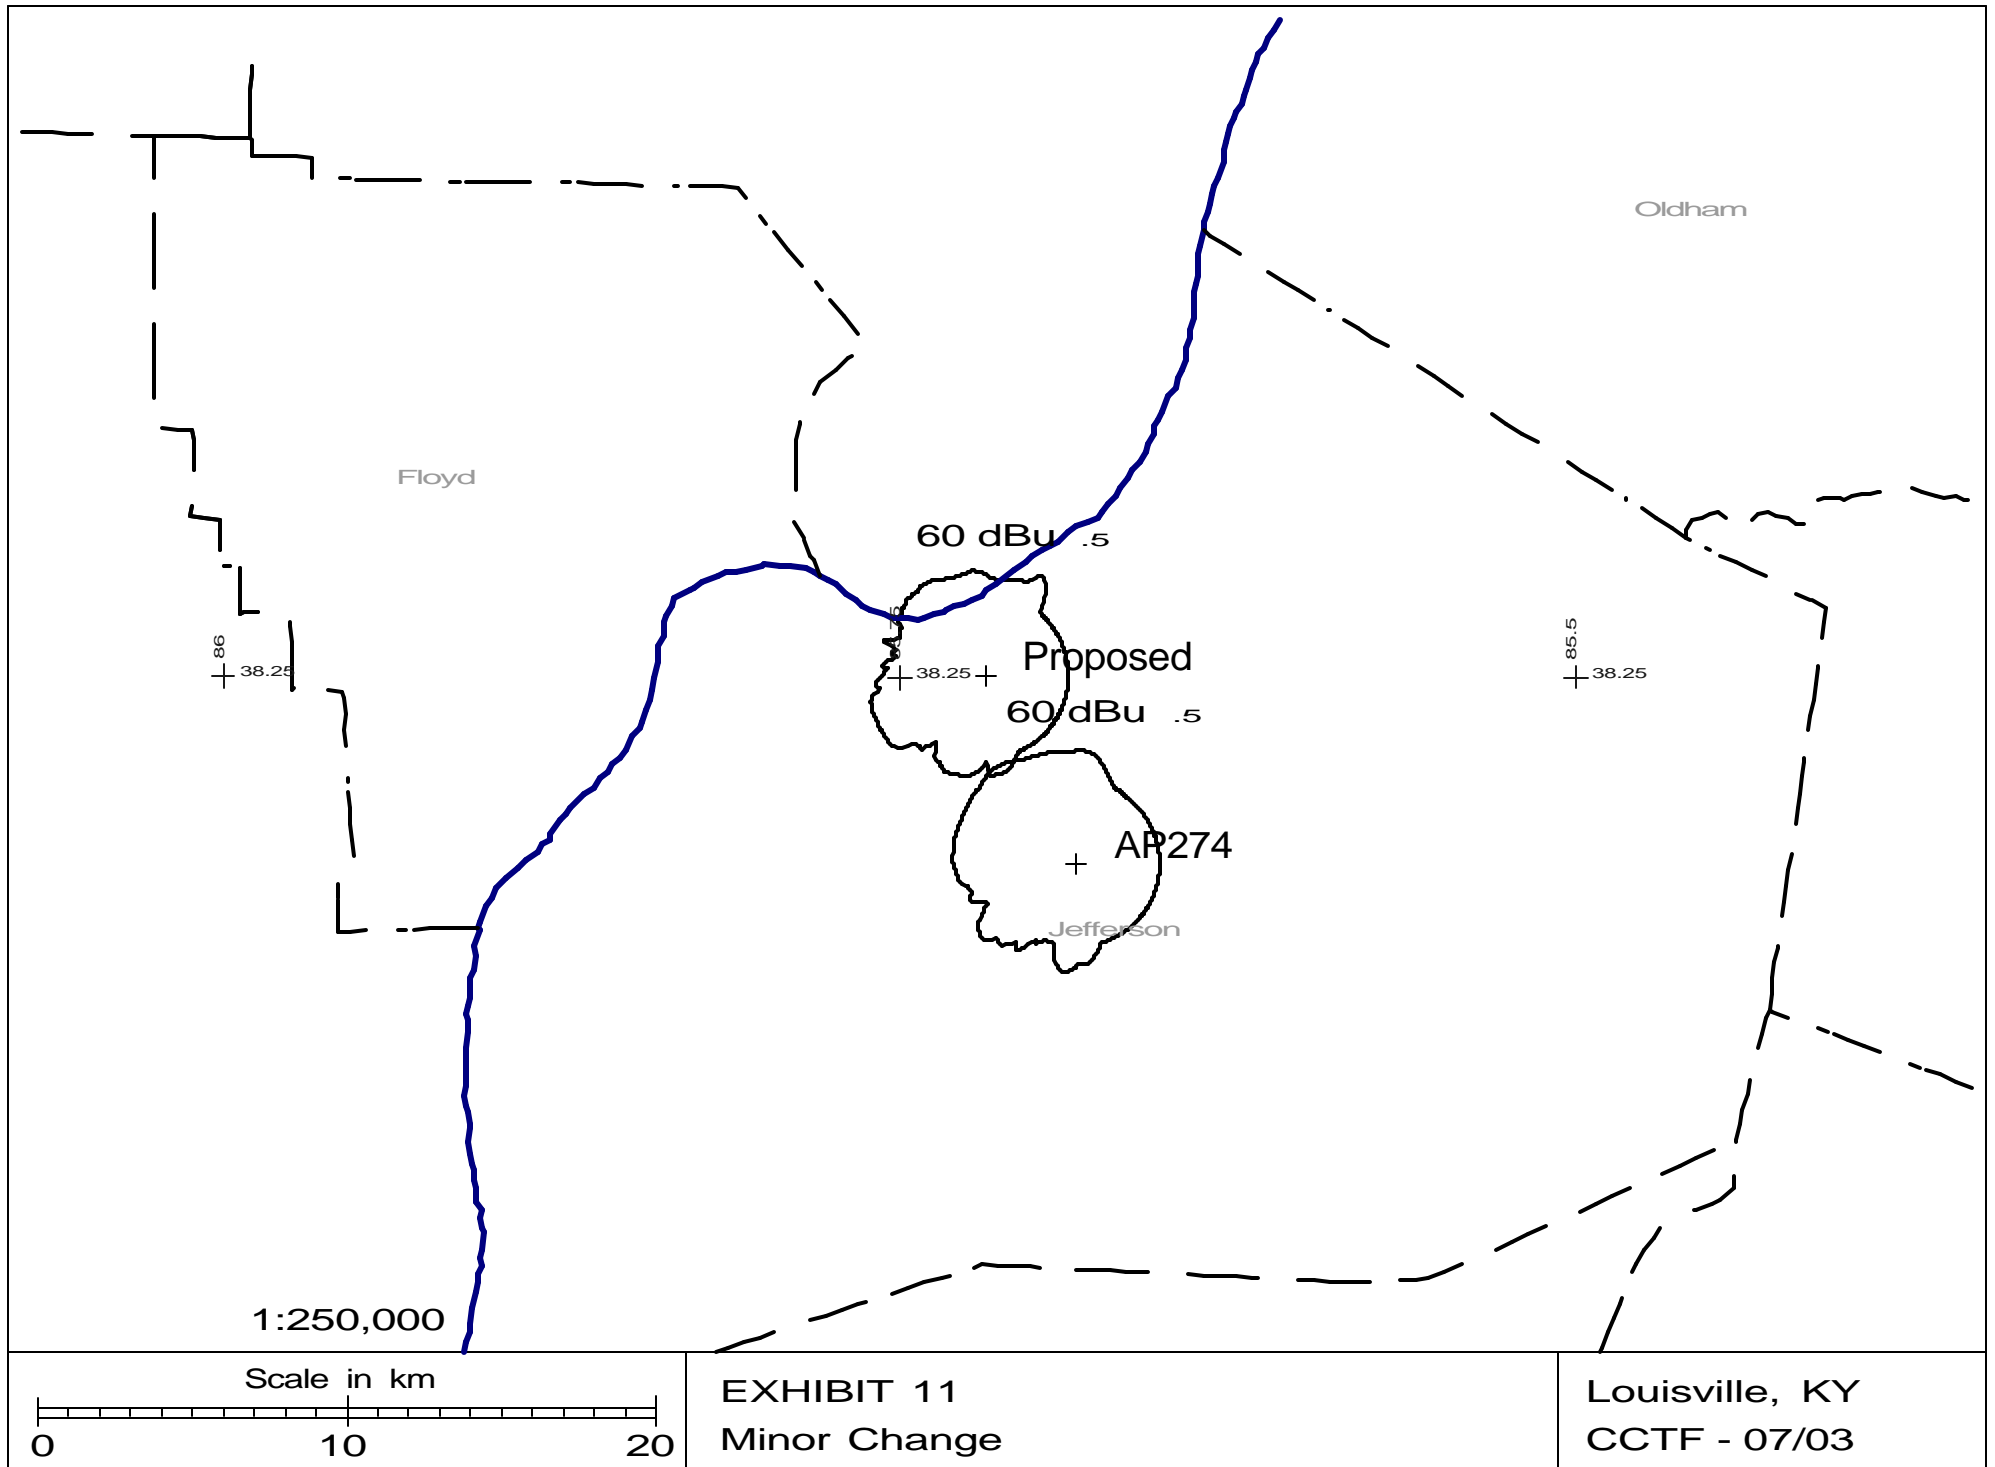 Oldham
Floyd
60 dBu .5
86
38.25
38.25
Proposed
85.5
38.25
60 dBu .5
AP274
Jefferson
1:250,000
Scale in km
0 10 20
EXHIBIT 11
Minor Change
Louisville, KY
CCTF - 07/03